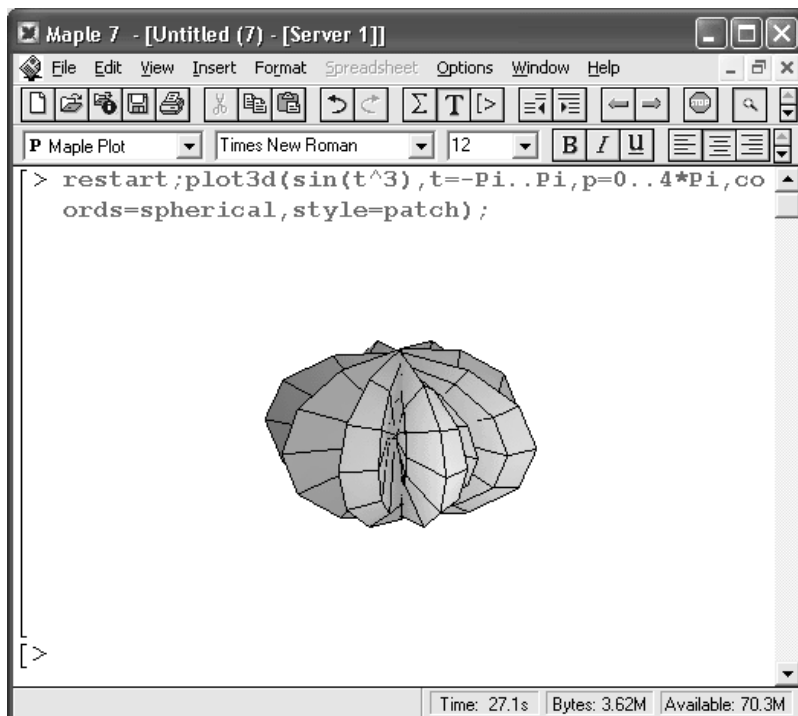 Maple 7 - [Untitled (7) - [Server 1]]
File Edit View Insert Format Spreadsheet Options Window Help
Σ T [>
STOP
P Maple Plot Times New Roman 12 B I U
[> restart;plot3d(sin(t^3),t=-Pi..Pi,p=0..4*Pi,co
ords=spherical,style=patch);
[>
Time: 27.1s Bytes: 3.62M Available: 70.3M